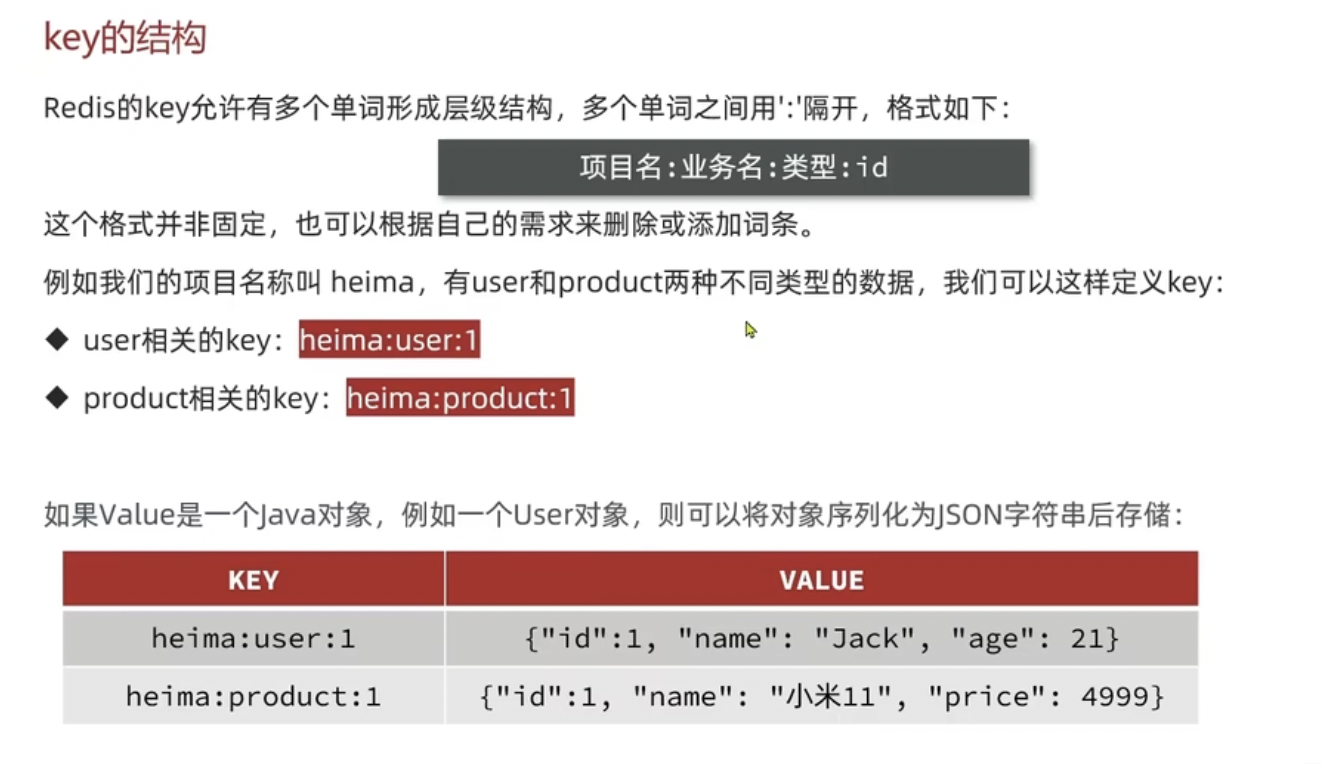 key的结构
Redis的key允许有多个单词形成层级结构，多个单词之间用':'隔开，格式如下：
项目名:业务名:类型:id
这个格式并非固定，也可以根据自己的需求来删除或添加词条。
例如我们的项目名称叫 heima，有user和product两种不同类型的数据，我们可以这样定义key：
◆ user相关的key：heima:user:1
◆ product相关的key：heima:product:1
如果Value是一个Java对象，例如一个User对象，则可以将对象序列化为JSON字符串后存储：
KEY VALUE
heima:user:1 {"id":1, "name": "Jack", "age": 21}
heima:product:1 {"id":1, "name": "小米11", "price": 4999}